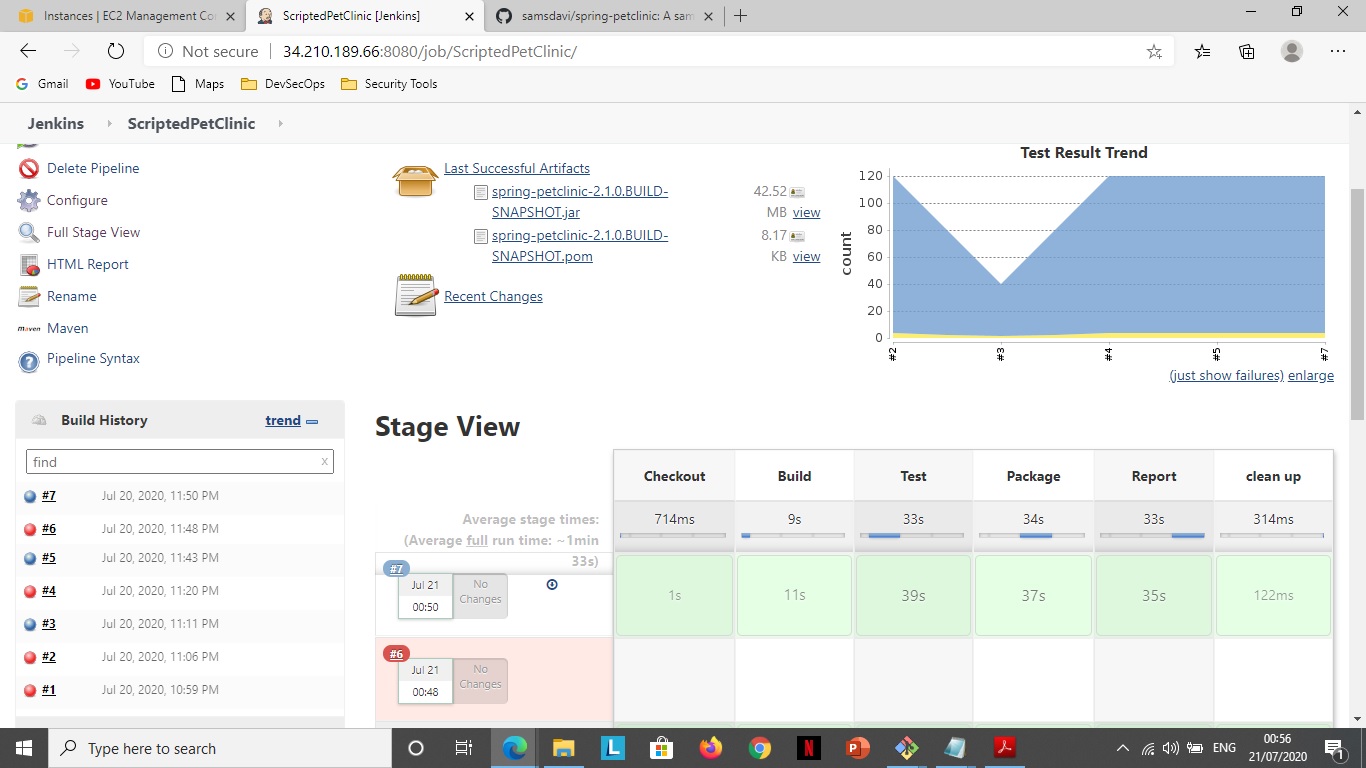 Instances | EC2 Management Con
ScriptedPetClinic [Jenkins]
samsdavi/spring-petclinic: A sam
Not secure
34.210.189.66:8080/job/ScriptedPetClinic/
Gmail
YouTube
Maps
DevSecOps
Security Tools
Jenkins
ScriptedPetClinic
Delete Pipeline
Configure
Full Stage View
HTML Report
Rename
Maven
Maven
Pipeline Syntax
Last Successful Artifacts
spring-petclinic-2.1.0.BUILD-
SNAPSHOT.jar
42.52
MB view
spring-petclinic-2.1.0.BUILD-
SNAPSHOT.pom
8.17
KB view
Recent Changes
Test Result Trend
count
120
100
80
60
40
20
0
#2
#3
#4
#5
#7
(just show failures) enlarge
Build History
trend
find
x
#7 Jul 20, 2020, 11:50 PM
#6 Jul 20, 2020, 11:48 PM
#5 Jul 20, 2020, 11:43 PM
#4 Jul 20, 2020, 11:20 PM
#3 Jul 20, 2020, 11:11 PM
#2 Jul 20, 2020, 11:06 PM
#1 Jul 20, 2020, 10:59 PM
Stage View
Checkout Build Test Package Report clean up
Average stage times:
(Average full run time: ~1min
33s)
714ms 9s 33s 34s 33s 314ms
#7
Jul 21
00:50
No
Changes
1s 11s 39s 37s 35s 122ms
#6
Jul 21
00:48
No
Changes
Type here to search
L
N
P
ENG
00:56
21/07/2020
1